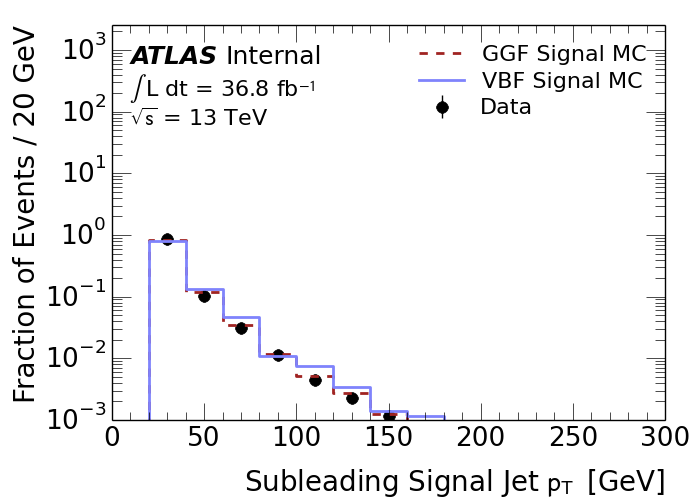 ATLAS Internal
∫L dt = 36.8 fb⁻¹
√s = 13 TeV
GGF Signal MC
VBF Signal MC
Data
Fraction of Events / 20 GeV
10³
10²
10¹
10⁰
10⁻¹
10⁻²
10⁻³
0 50 100 150 200 250 300
Subleading Signal Jet p_T [GeV]